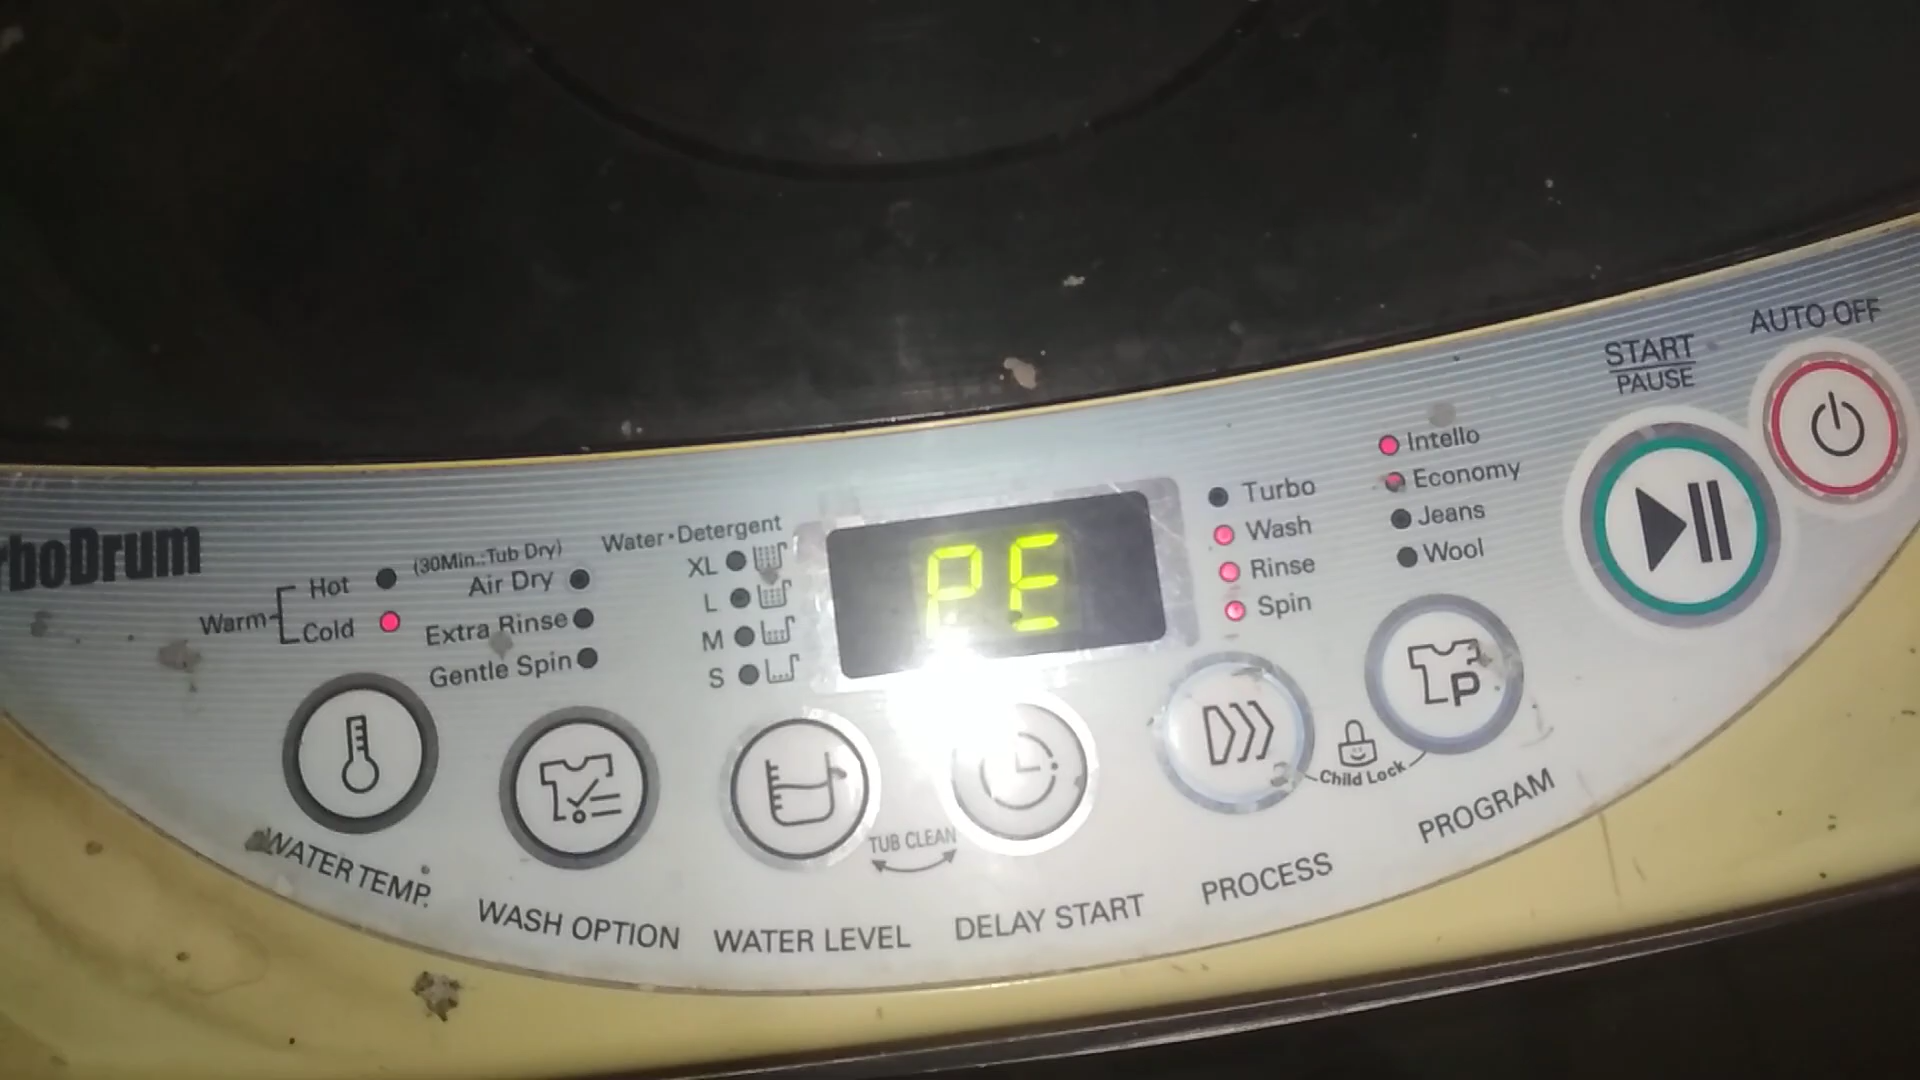 boDrum
Warm
Hot
Cold
(30Min.:Tub Dry)
Air Dry
Extra Rinse
Gentle Spin
Water・Detergent
XL
L
M
S
PE
Turbo
Wash
Rinse
Spin
Intello
Economy
Jeans
Wool
START
PAUSE
AUTO OFF
P
Child Lock
TUB CLEAN
WATER TEMP.
WASH OPTION
WATER LEVEL
DELAY START
PROCESS
PROGRAM